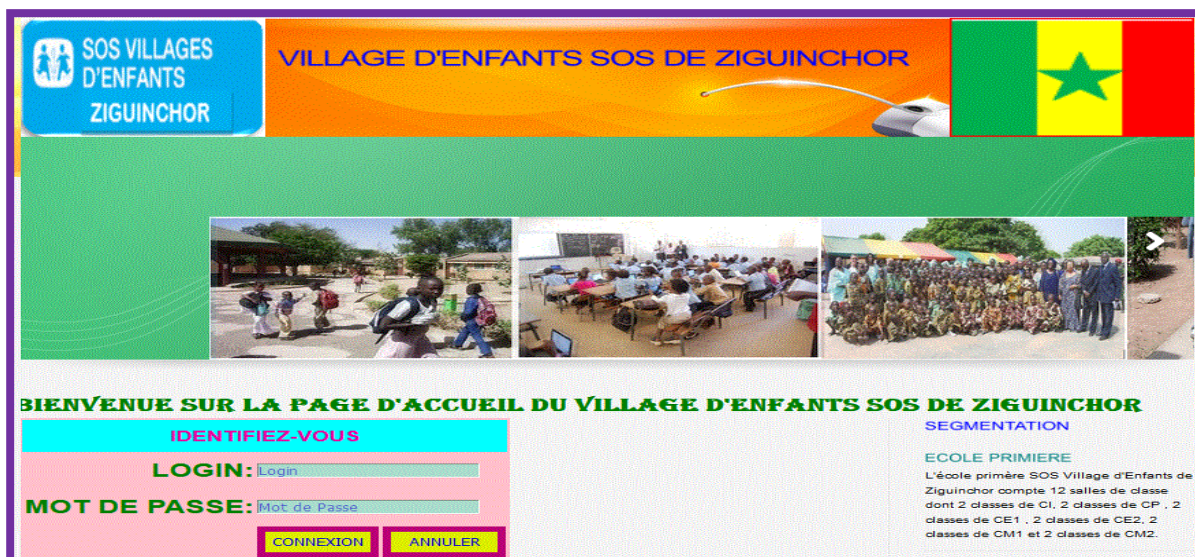 SOS VILLAGES
D'ENFANTS
ZIGUINCHOR
VILLAGE D'ENFANTS SOS DE ZIGUINCHOR
BIENVENUE SUR LA PAGE D'ACCUEIL DU VILLAGE D'ENFANTS SOS DE ZIGUINCHOR
IDENTIFIEZ-VOUS
LOGIN: Login
MOT DE PASSE: Mot de Passe
CONNEXION ANNULER
SEGMENTATION
ECOLE PRIMIERE
L'école primère SOS Village d'Enfants de
Ziguinchor compte 12 salles de classe
dont 2 classes de CI, 2 classes de CP , 2
classes de CE1 , 2 classes de CE2, 2
classes de CM1 et 2 classes de CM2.